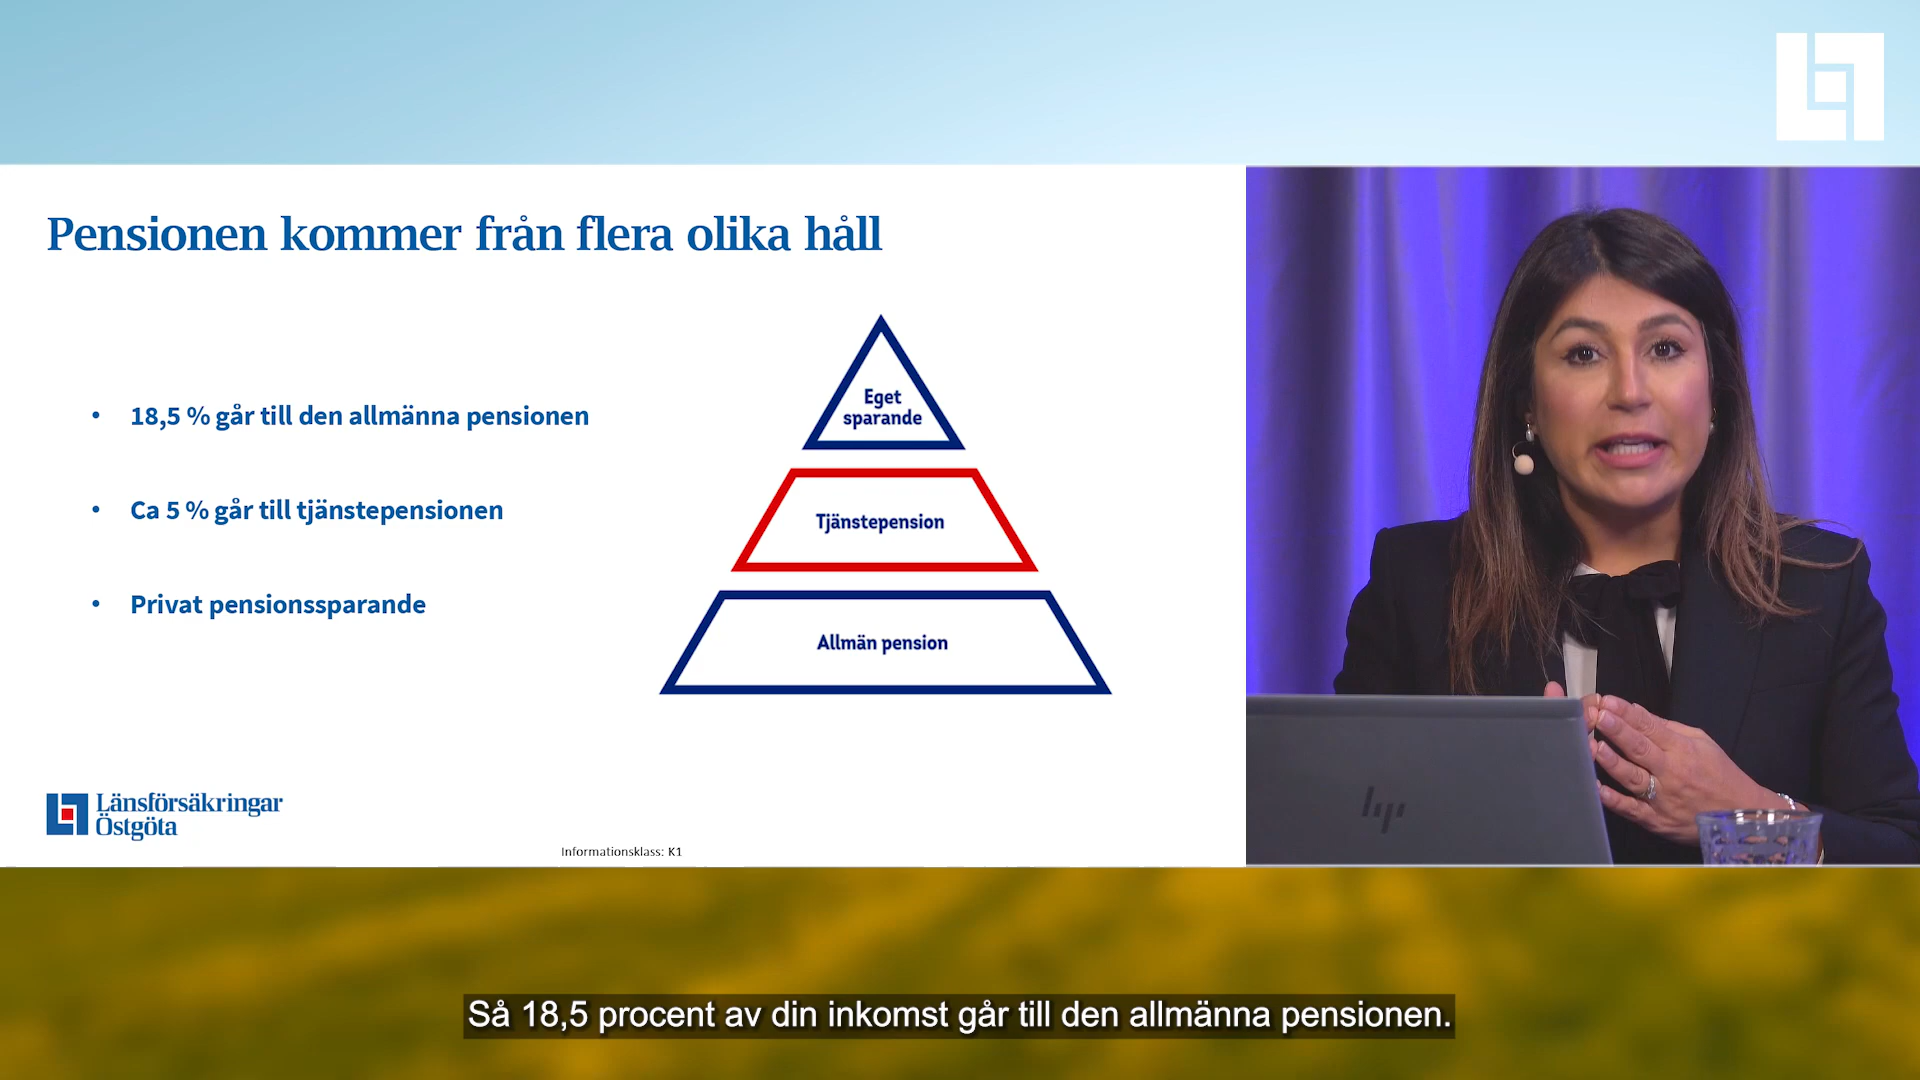 Pensionen kommer från flera olika håll
• 18,5 % går till den allmänna pensionen
• Ca 5 % går till tjänstepensionen
• Privat pensionssparande
Eget
sparande
Tjänstepension
Allmän pension
Länsförsäkringar
Östgöta
Informationsklass: K1
hp
Så 18,5 procent av din inkomst går till den allmänna pensionen.